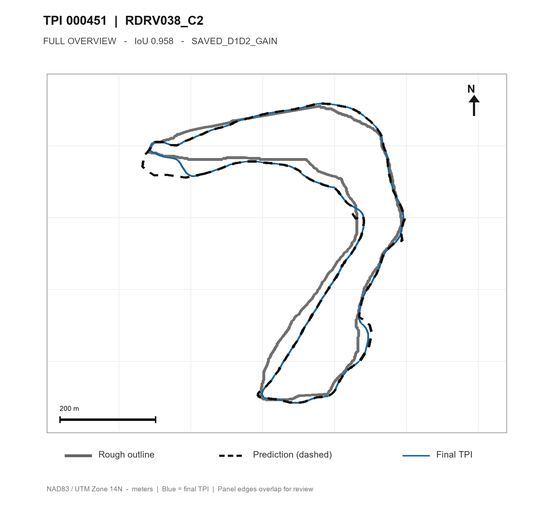 TPI 000451 | RDRV038_C2
FULL OVERVIEW - IoU 0.958 - SAVED_D1D2_GAIN
N
200 m
Rough outline
Prediction (dashed)
Final TPI
NAD83 / UTM Zone 14N - meters | Blue = final TPI | Panel edges overlap for review